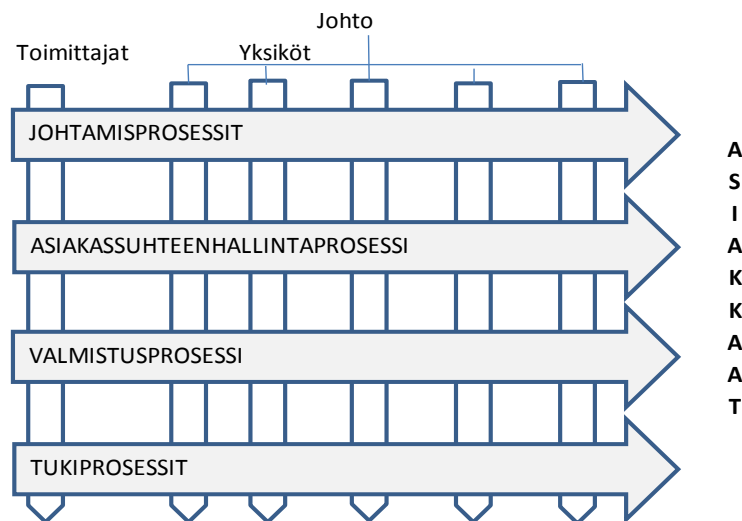 Johto
Toimittajat
Yksiköt
JOHTAMISPROSESSIT
ASIAKASSUHTEENHALLINTAPROSESSI
VALMISTUSPROSESSI
TUKIPROSESSIT
A
S
I
A
K
K
A
A
T